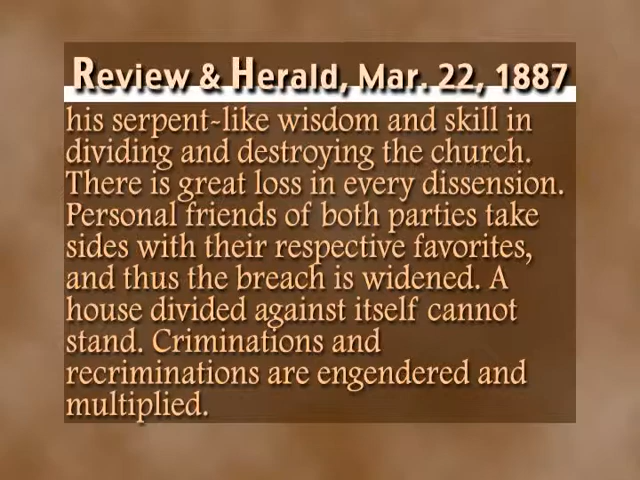 Review & Herald, Mar. 22, 1887
his serpent-like wisdom and skill in
dividing and destroying the church.
There is great loss in every dissension.
Personal friends of both parties take
sides with their respective favorites,
and thus the breach is widened. A
house divided against itself cannot
stand. Criminations and
recriminations are engendered and
multiplied.